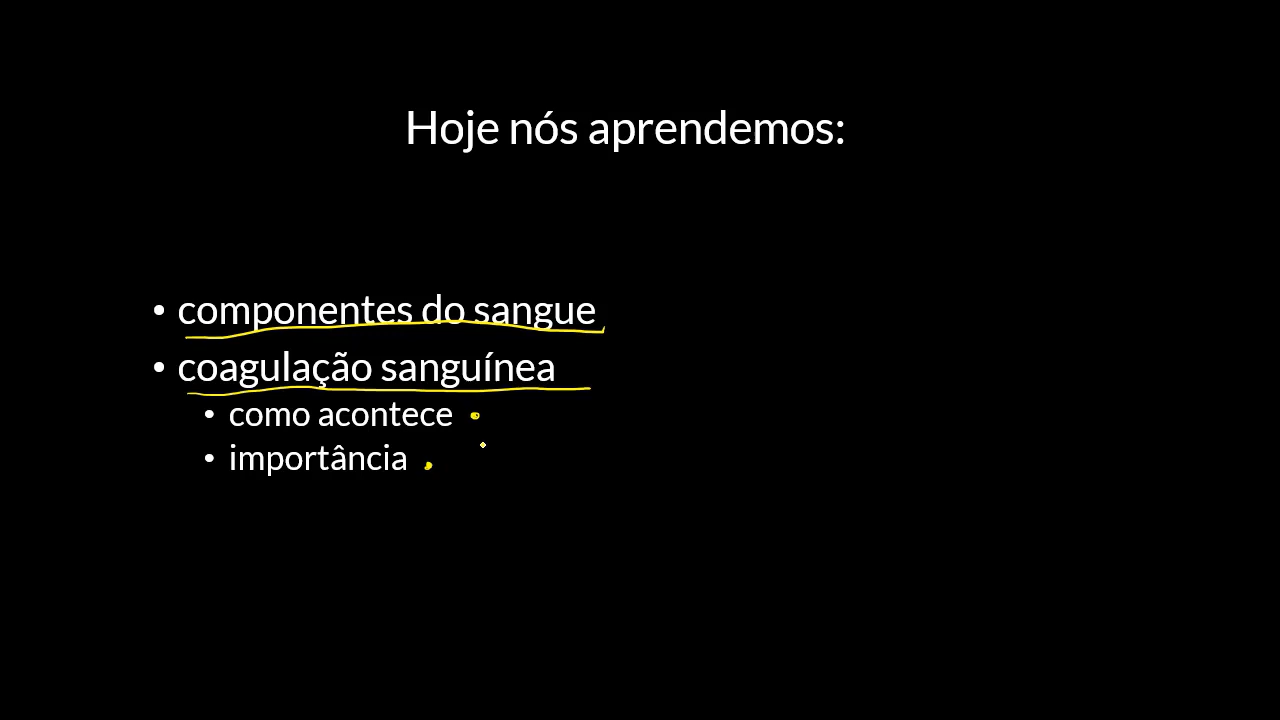 Hoje nós aprendemos:
• componentes do sangue
• coagulação sanguínea
• como acontece
• importância